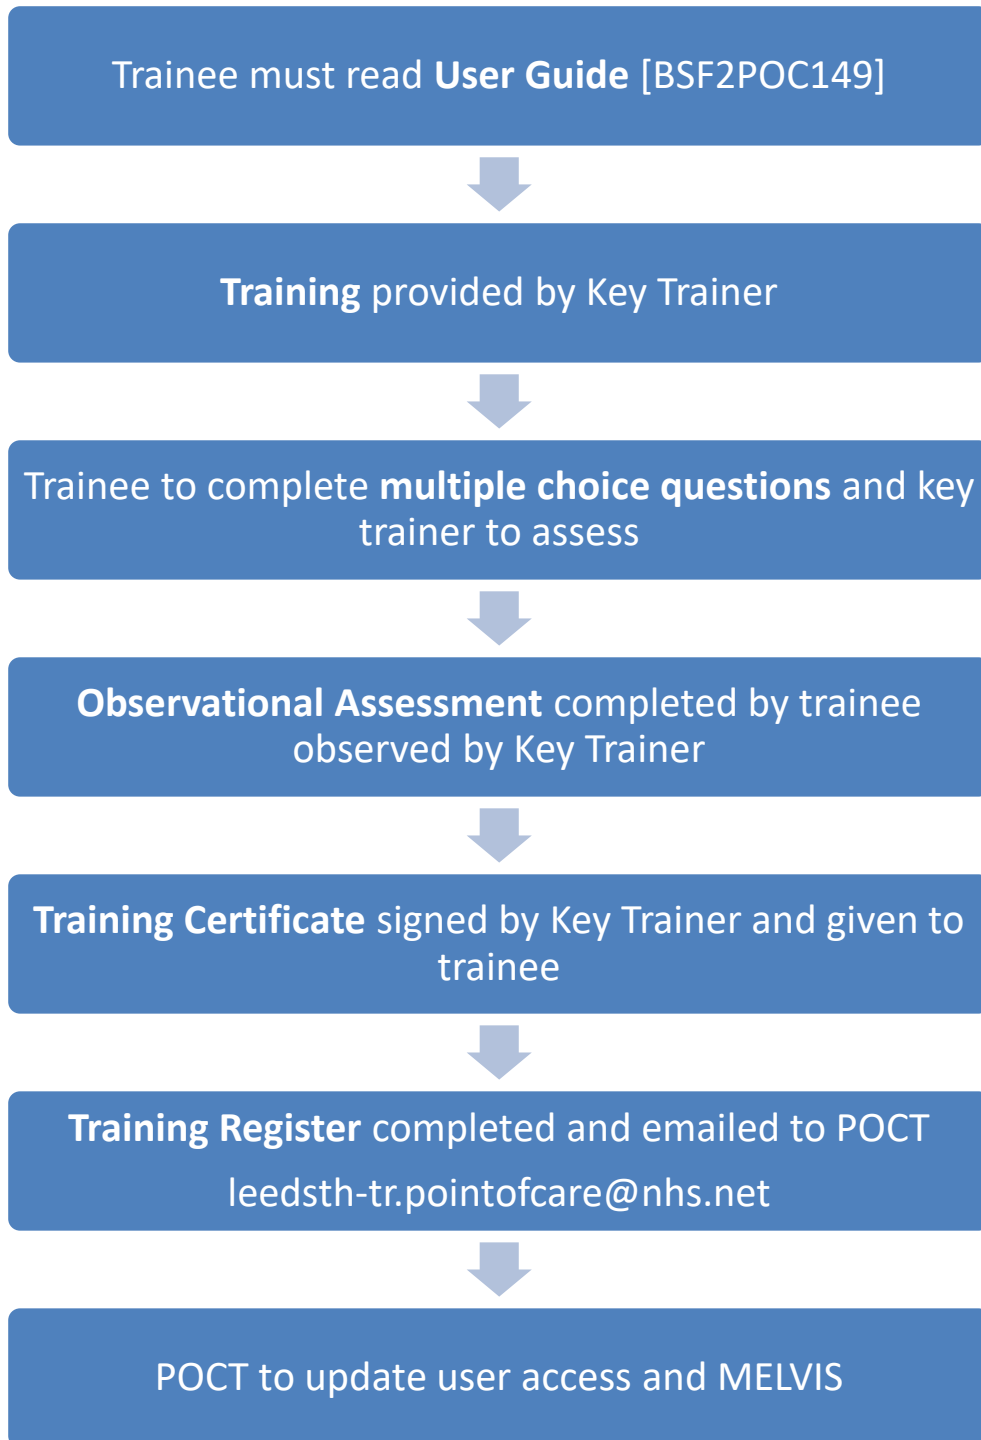 Trainee must read User Guide [BSF2POC149]
Training provided by Key Trainer
Trainee to complete multiple choice questions and key
trainer to assess
Observational Assessment completed by trainee
observed by Key Trainer
Training Certificate signed by Key Trainer and given to
trainee
Training Register completed and emailed to POCT
leedsth-tr.pointofcare@nhs.net
POCT to update user access and MELVIS